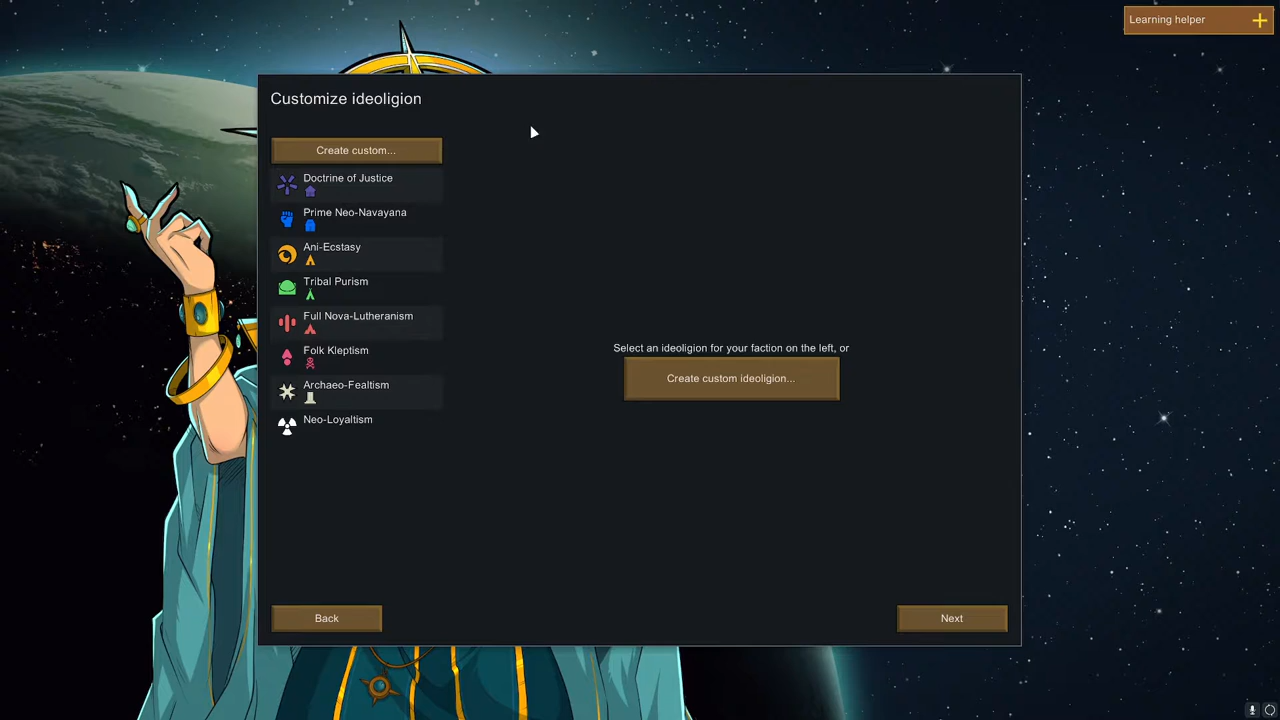 Learning helper
Customize ideoligion
Create custom...
Doctrine of Justice
Prime Neo-Navayana
Ani-Ecstasy
Tribal Purism
Full Nova-Lutheranism
Folk Kleptism
Archaeo-Fealtism
Neo-Loyaltism
Select an ideoligion for your faction on the left, or
Create custom ideoligion...
Back
Next